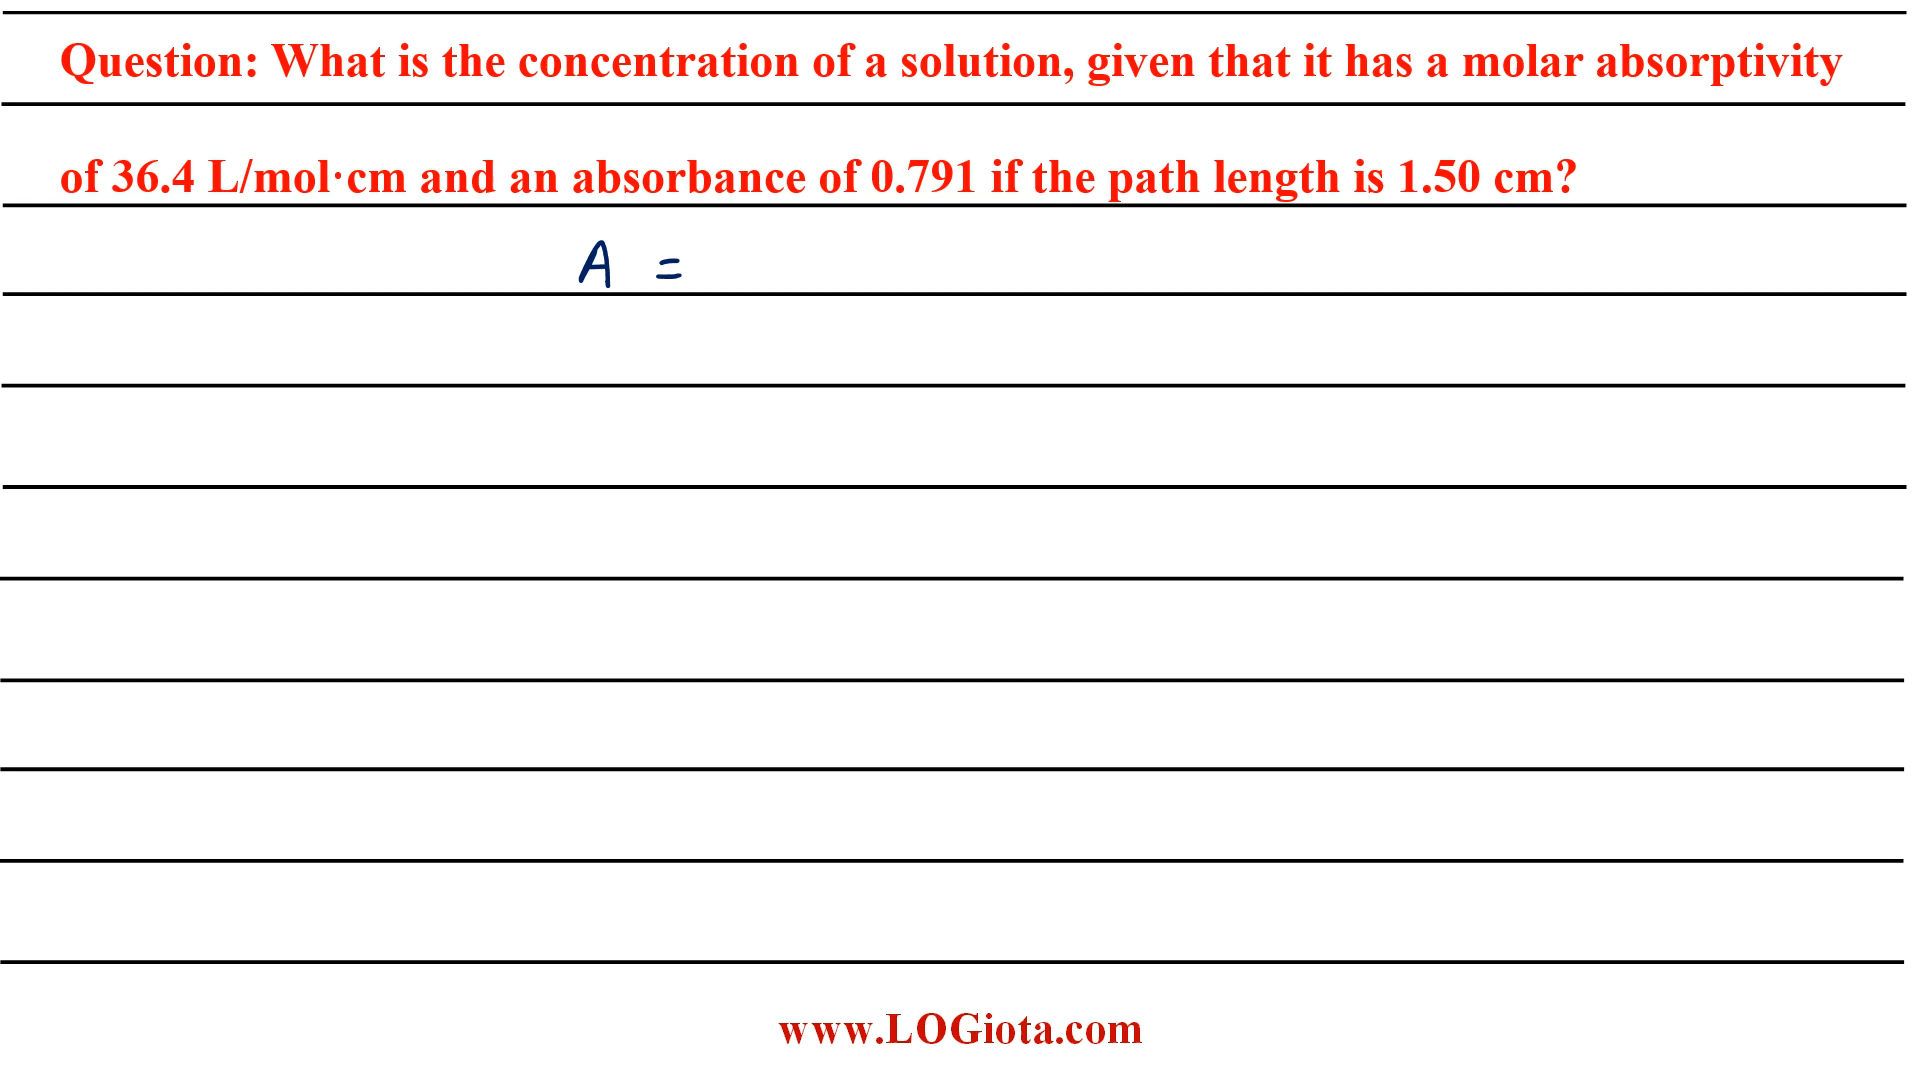 Question: What is the concentration of a solution, given that it has a molar absorptivity
of 36.4 L/mol·cm and an absorbance of 0.791 if the path length is 1.50 cm?
A =
www.LOGiota.com